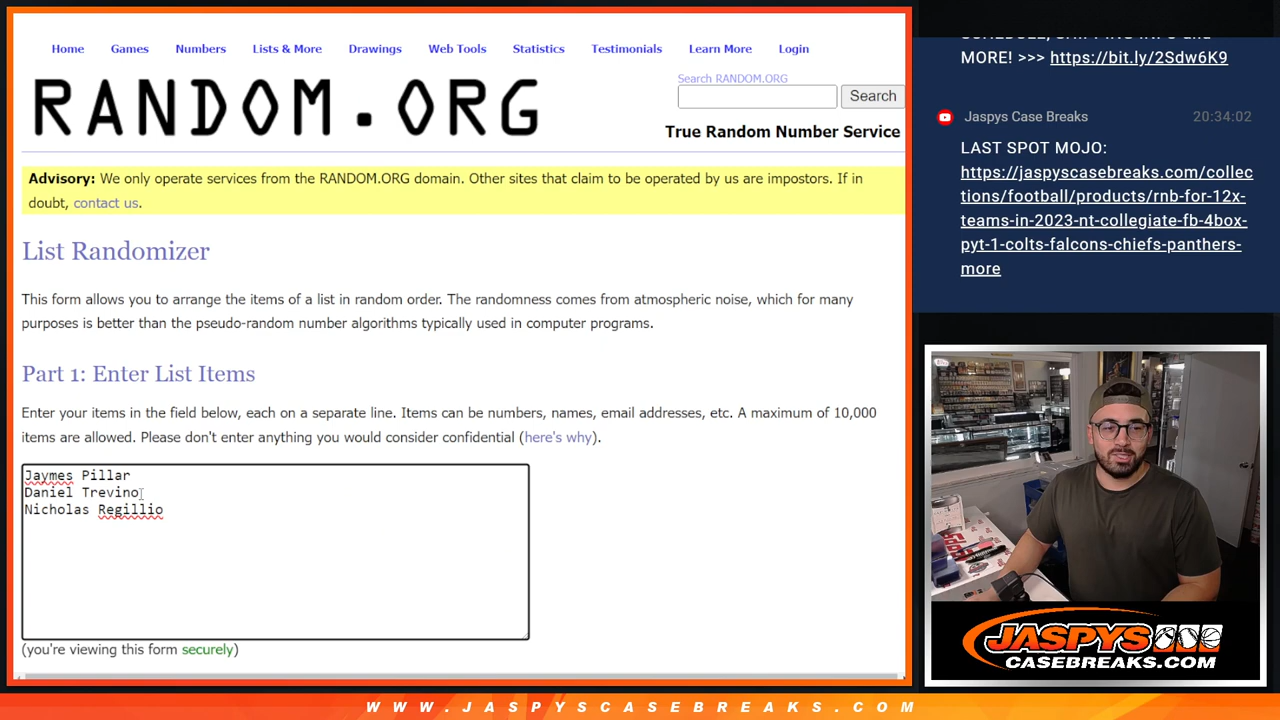 Home Games Numbers Lists & More Drawings Web Tools Statistics Testimonials Learn More Login
RANDOM.ORG
Search RANDOM.ORG
Search
True Random Number Service
Advisory: We only operate services from the RANDOM.ORG domain. Other sites that claim to be operated by us are impostors. If in
doubt, contact us.
List Randomizer
This form allows you to arrange the items of a list in random order. The randomness comes from atmospheric noise, which for many
purposes is better than the pseudo-random number algorithms typically used in computer programs.
Part 1: Enter List Items
Enter your items in the field below, each on a separate line. Items can be numbers, names, email addresses, etc. A maximum of 10,000
items are allowed. Please don't enter anything you would consider confidential (here's why).
Jaymes Pillar
Daniel Trevino
Nicholas Regillio
(you're viewing this form securely)
MORE! >>> https://bit.ly/2Sdw6K9
Jaspys Case Breaks 20:34:02
LAST SPOT MOJO:
https://jaspyscasebreaks.com/collec
tions/football/products/rnb-for-12x-
teams-in-2023-nt-collegiate-fb-4box-
pyt-1-colts-falcons-chiefs-panthers-
more
JASPYS
CASEBREAKS.COM
WWW.JASPYSCASEBREAKS.COM